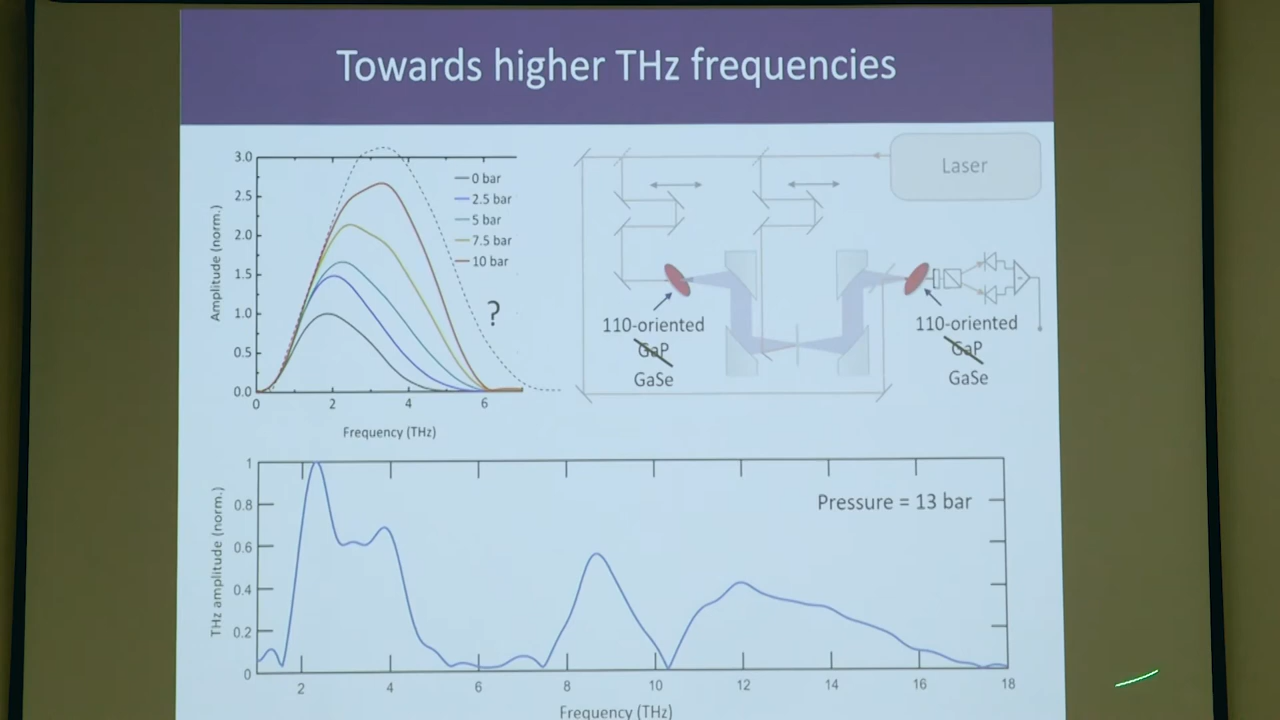 Towards higher THz frequencies
3.0
2.5
2.0
1.5
1.0
0.5
0.0
0
2
4
6
Amplitude (norm.)
Frequency (THz)
0 bar
2.5 bar
5 bar
7.5 bar
10 bar
?
Laser
110-oriented
GaP
GaSe
110-oriented
GaP
GaSe
1
0.8
0.6
0.4
0.2
0
2
4
6
8
10
12
14
16
18
THz amplitude (norm.)
Frequency (THz)
Pressure = 13 bar